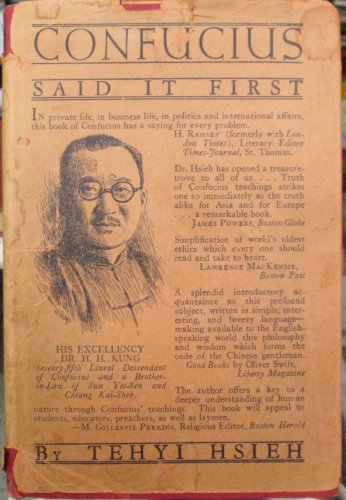 CONFUCIUS
SAID IT FIRST
IN private life, in business life, in politics and international affairs,
this book of Confucius has a saying for every problem.
H. RAMSEY (formerly with Lon-
don Times), Literary Editor
Times-Journal, St. Thomas.
Dr. Hsieh has opened a treasure-
trove to all of us. . . . Truth
of Confucius teachings strikes
one so immediately as the truth
alike for Asia and for Europe
. . . a remarkable book.
JAMES POWERS, Boston Globe
Simplification of world's oldest
ethics which every one should
read and take to heart.
LAWRENCE MACKENZIE,
Boston Post
A splendid introductory ac-
quaintance to this profound
subject, written in simple, inter-
enting, and breezy language—
making available to the English-
speaking world this philosophy
and wisdom which forms the
code of the Chinese gentleman.
Good Books by Oliver Swift,
Liberty Magazine
HIS EXCELLENCY
DR. H. H. KUNG
Seventy-fifth Lineal Descendant
of Confucius and a Brother-
in-Law of Sun Yet-Sen and
Chiang Kai-Shek.
The author offers a key to a
deeper understanding of human
nature through Confucius' teachings. This book will appeal to
students, educators, preachers, as well as laymen.
—M. GILLESPIE PERKINS, Religious Editor, Boston Herald
BY TEHYI HSIEH